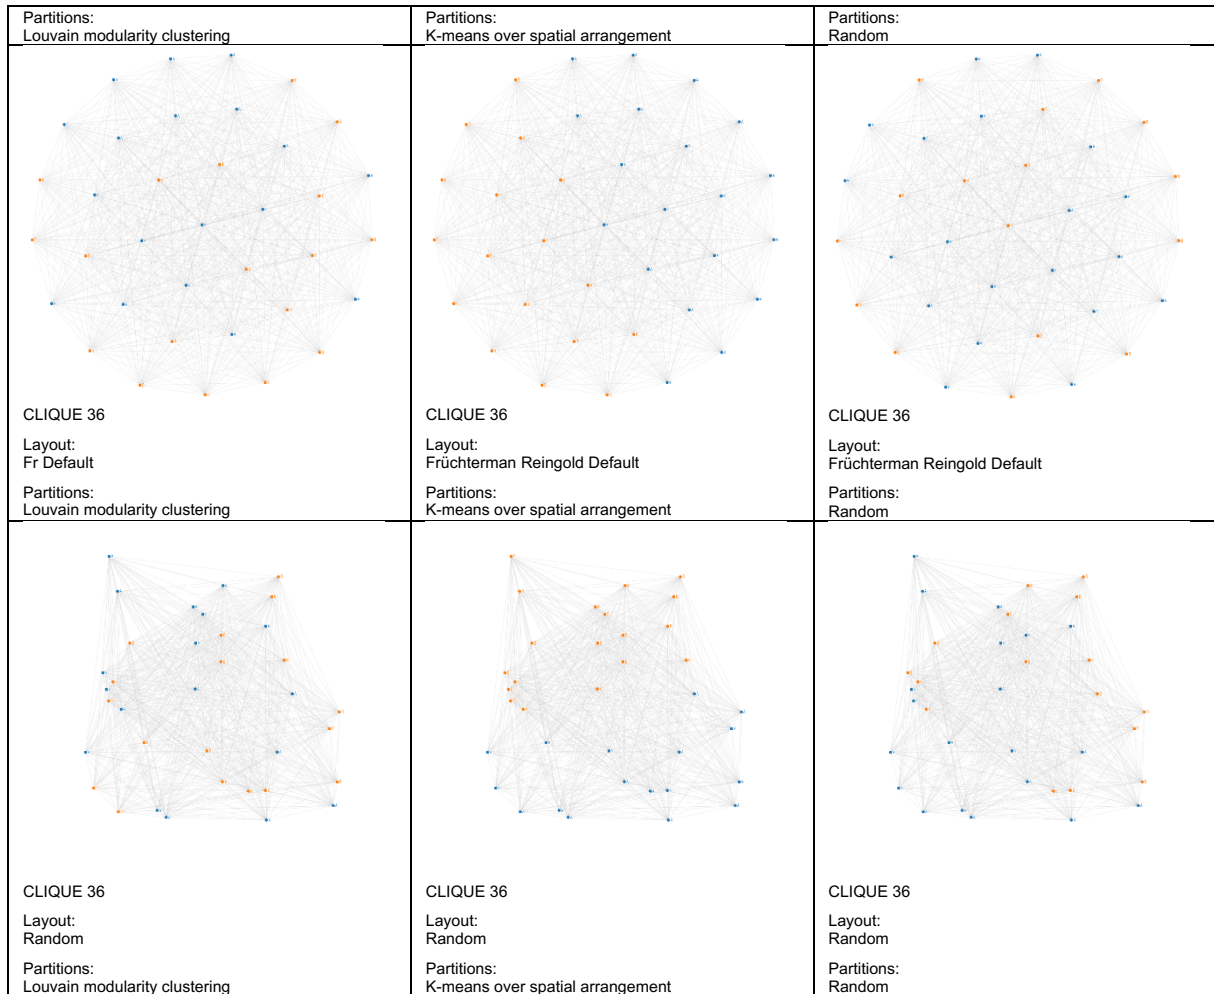 Partitions:
Louvain modularity clustering
Partitions:
K-means over spatial arrangement
Partitions:
Random
CLIQUE 36
Layout:
Fr Default
Partitions:
Louvain modularity clustering
CLIQUE 36
Layout:
Früchterman Reingold Default
Partitions:
K-means over spatial arrangement
CLIQUE 36
Layout:
Früchterman Reingold Default
Partitions:
Random
CLIQUE 36
Layout:
Random
Partitions:
Louvain modularity clustering
CLIQUE 36
Layout:
Random
Partitions:
K-means over spatial arrangement
CLIQUE 36
Layout:
Random
Partitions:
Random